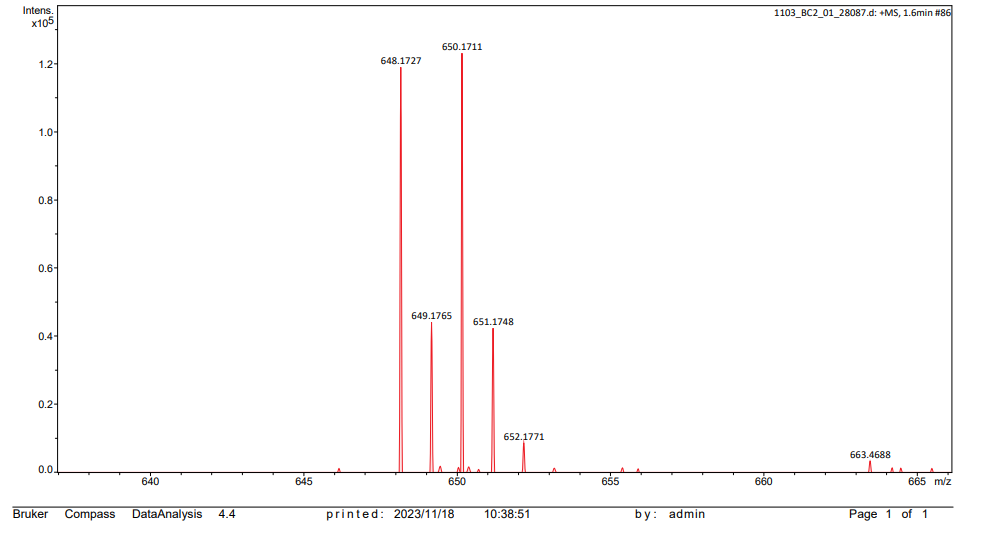 Intens.
x10⁵
1103_BC2_01_28087.d: +MS, 1.6min #86
650.1711
648.1727
1.2
1.0
0.8
0.6
649.1765
651.1748
0.4
0.2
652.1771
663.4688
0.0
640 645 650 655 660 665 m/z
Bruker Compass DataAnalysis 4.4 printed: 2023/11/18 10:38:51 by: admin Page 1 of 1